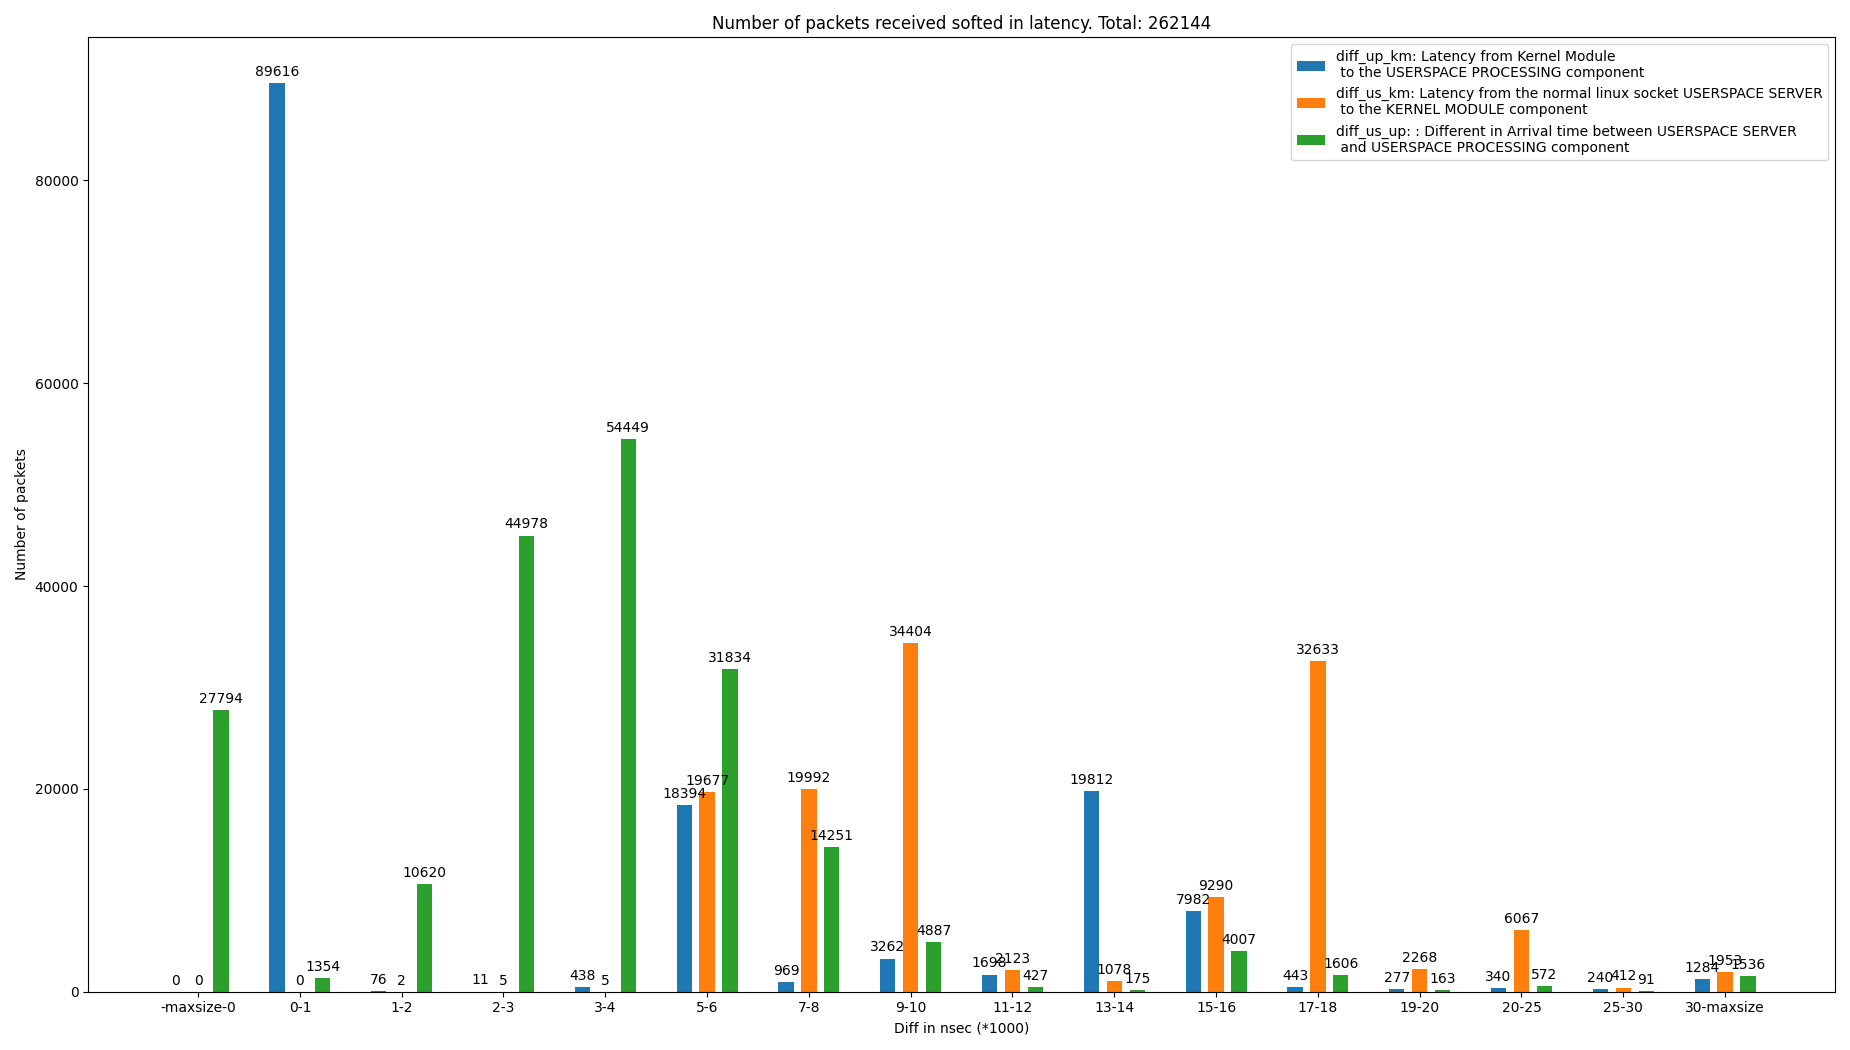 Number of packets received softed in latency. Total: 262144
diff_up_km: Latency from Kernel Module
to the USERSPACE PROCESSING component
diff_us_km: Latency from the normal linux socket USERSPACE SERVER
to the KERNEL MODULE component
diff_us_up: : Different in Arrival time between USERSPACE SERVER
and USERSPACE PROCESSING component
Number of packets
80000
60000
40000
20000
0
0 0 27794
89616 0 1354
76 2 10620
11 5 44978
438 5 54449
18394 19677 31834
969 19992 14251
3262 34404 4887
1698 2123 427
19812 1078 175
7982 9290 4007
443 32633 1606
277 2268 163
340 6067 572
240 412 91
1284 1953 1536
-maxsize-0 0-1 1-2 2-3 3-4 5-6 7-8 9-10 11-12 13-14 15-16 17-18 19-20 20-25 25-30 30-maxsize
Diff in nsec (*1000)